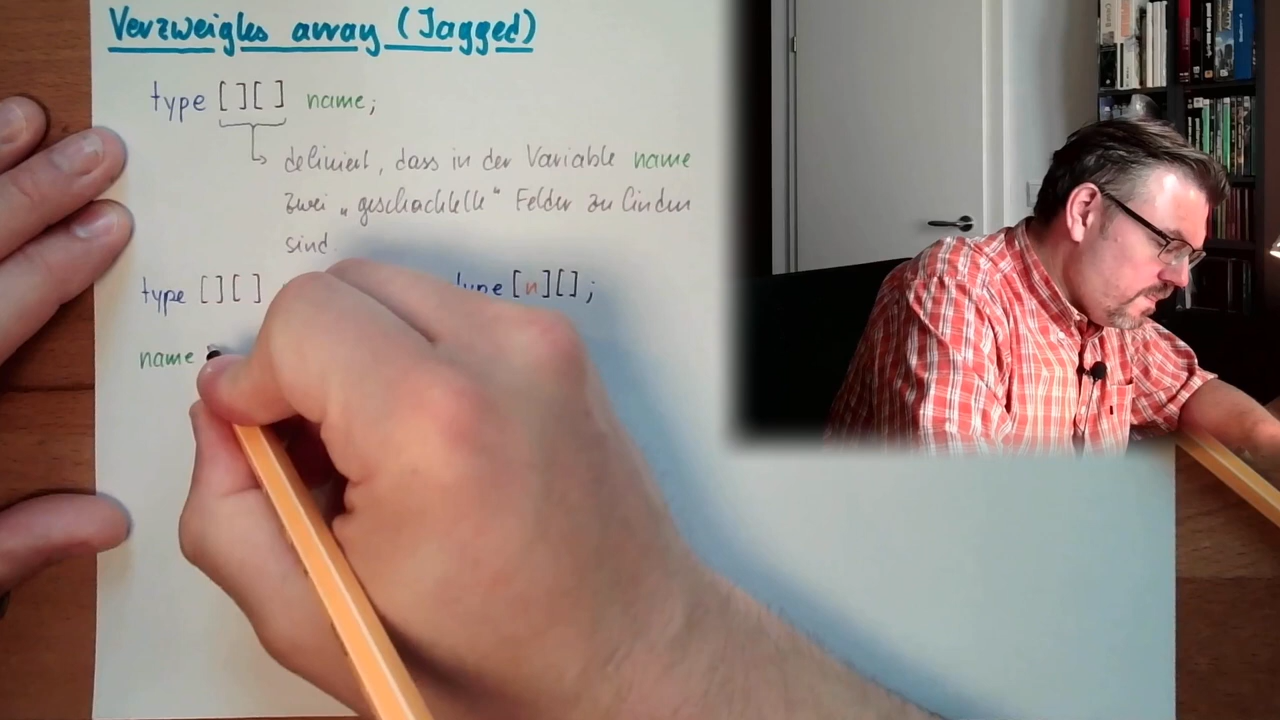 Verzweigtes array (Jagged)
type [][] name;
definiert, dass in der Variable name
zwei „geschachtelte" Felder zu finden
sind.
type [][] type[n][];
name